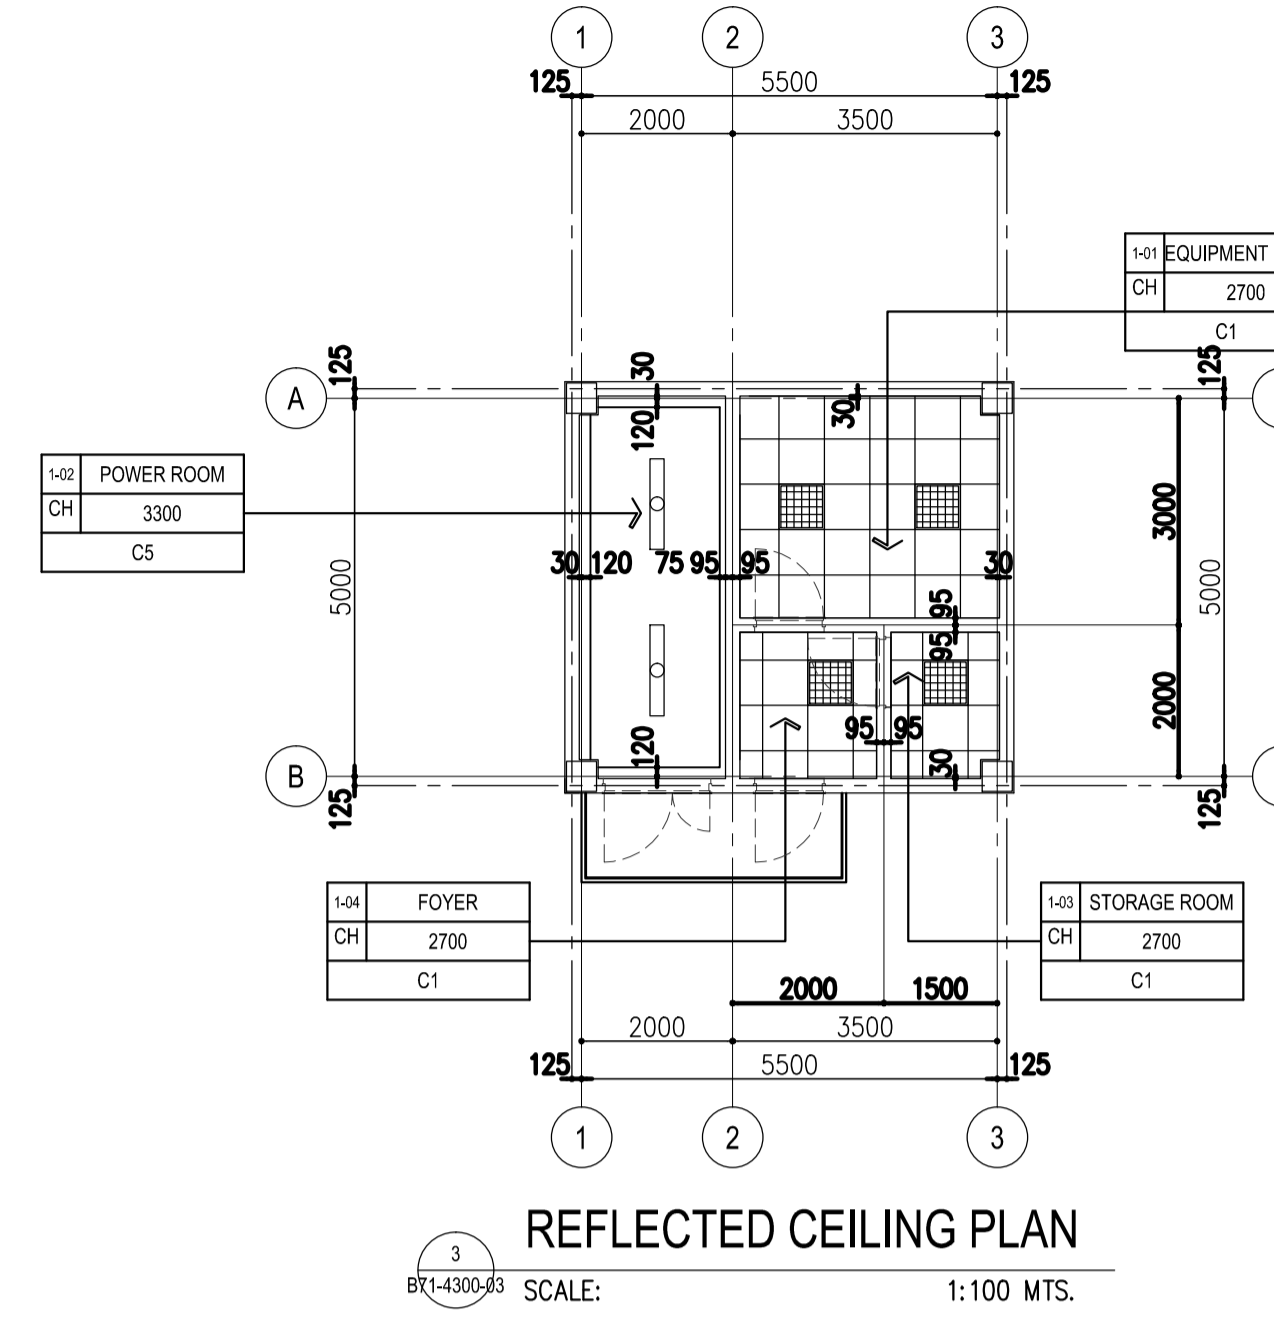 1
2
3
125
5500
125
2000
3500
1-01 EQUIPMENT
CH 2700
C1
125
30
125
A
120
30
1-02 POWER ROOM
CH 3300
C5
3000
30
120
75
95
95
30
5000
5000
95
95
2000
95
95
120
30
B
125
125
1-04 FOYER
CH 2700
C1
1-03 STORAGE ROOM
CH 2700
C1
2000
1500
2000
3500
125
5500
125
1
2
3
REFLECTED CEILING PLAN
3
B71-4300-03
SCALE: 1:100 MTS.